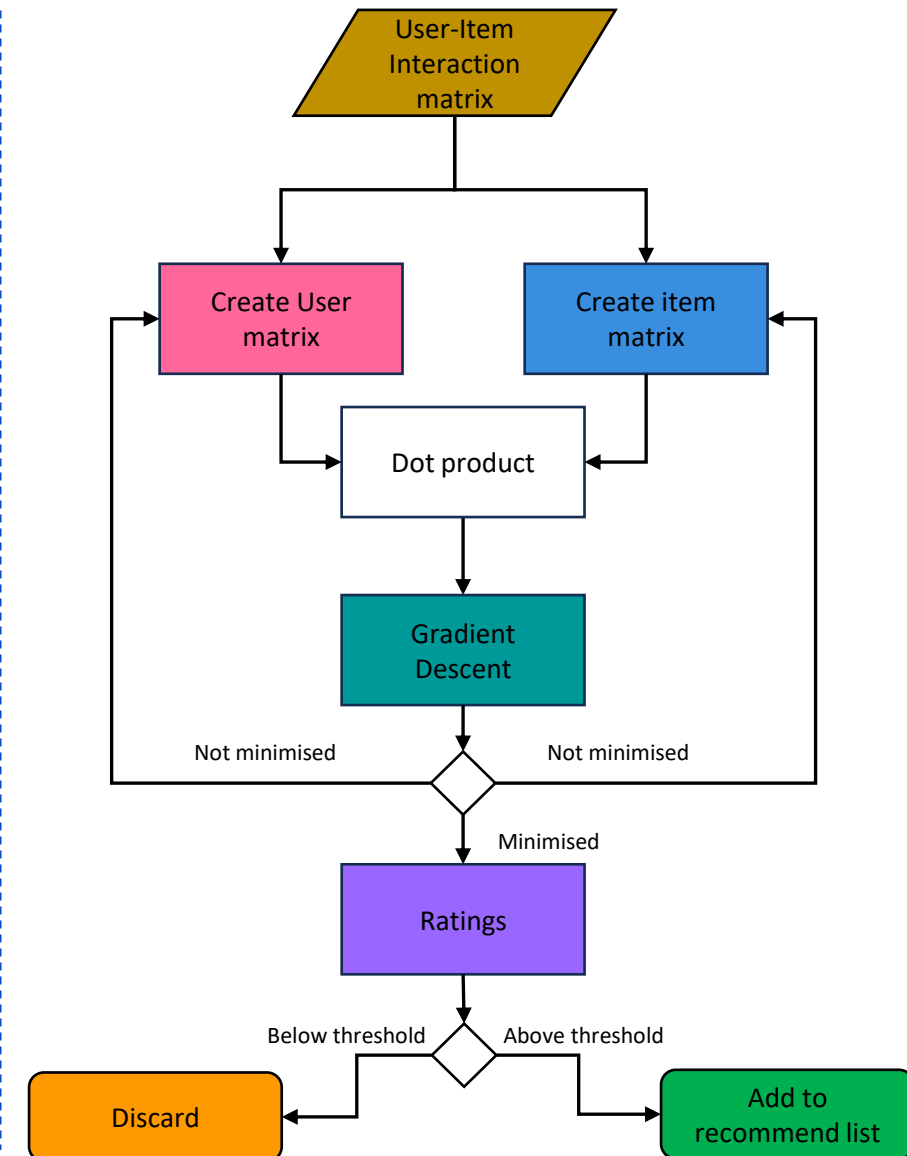 User-Item
Interaction
matrix
Create User
matrix
Create item
matrix
Dot product
Gradient
Descent
Not minimised
Not minimised
Minimised
Ratings
Below threshold
Above threshold
Discard
Add to
recommend list